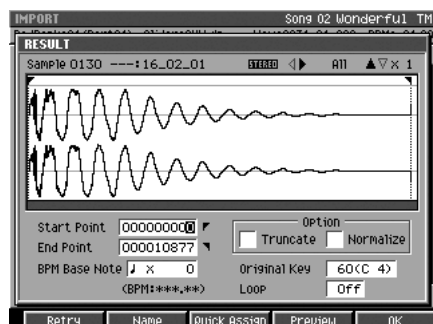 IMPORT Song 02 Wonderful TM
RESULT
Sample 0130 ---:16_02_01 STEREO All × 1
Start Point 000000000
End Point 000010877
BPM Base Note ♩ × 0
(BPM:***.**)
Option
Truncate Normalize
Original Key 60(C 4)
Loop Off
Retry Name Quick Assign Preview OK